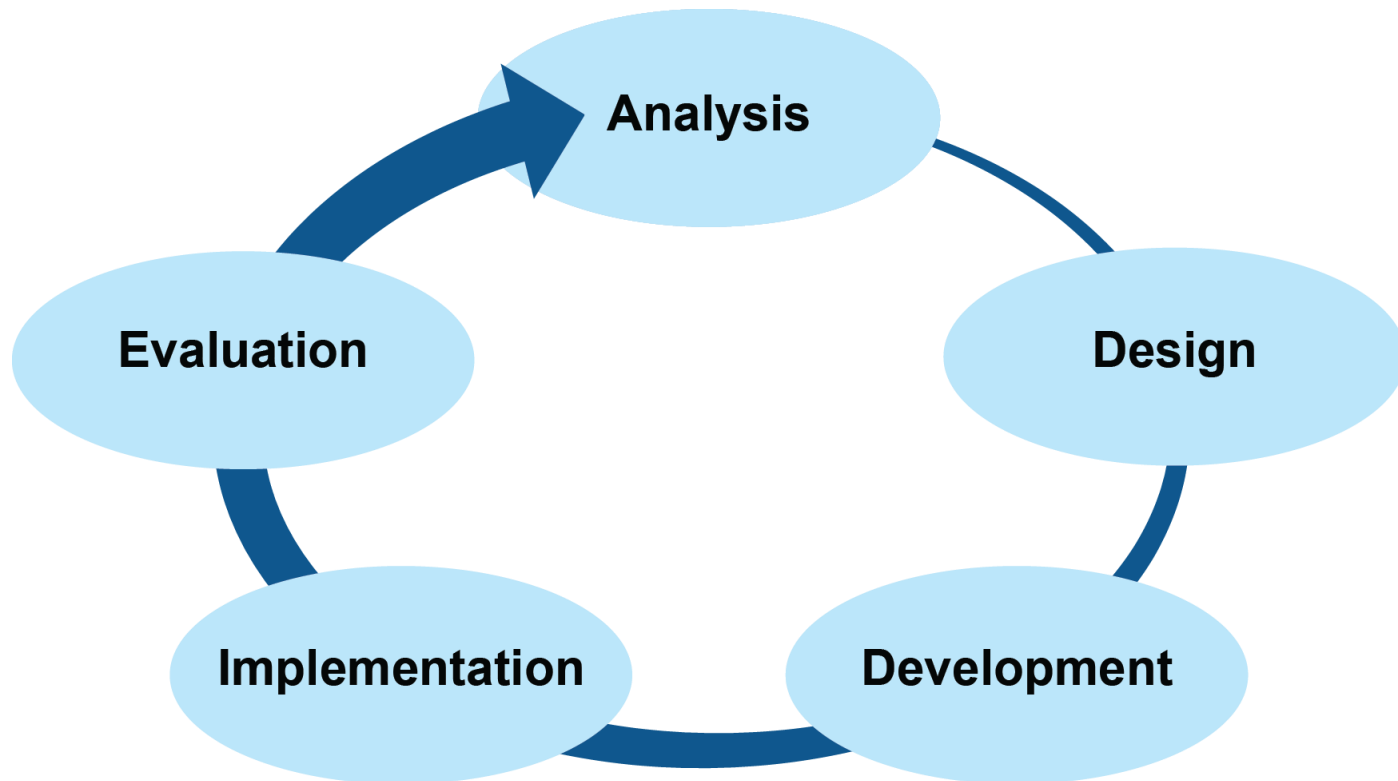 Analysis
Design
Development
Implementation
Evaluation